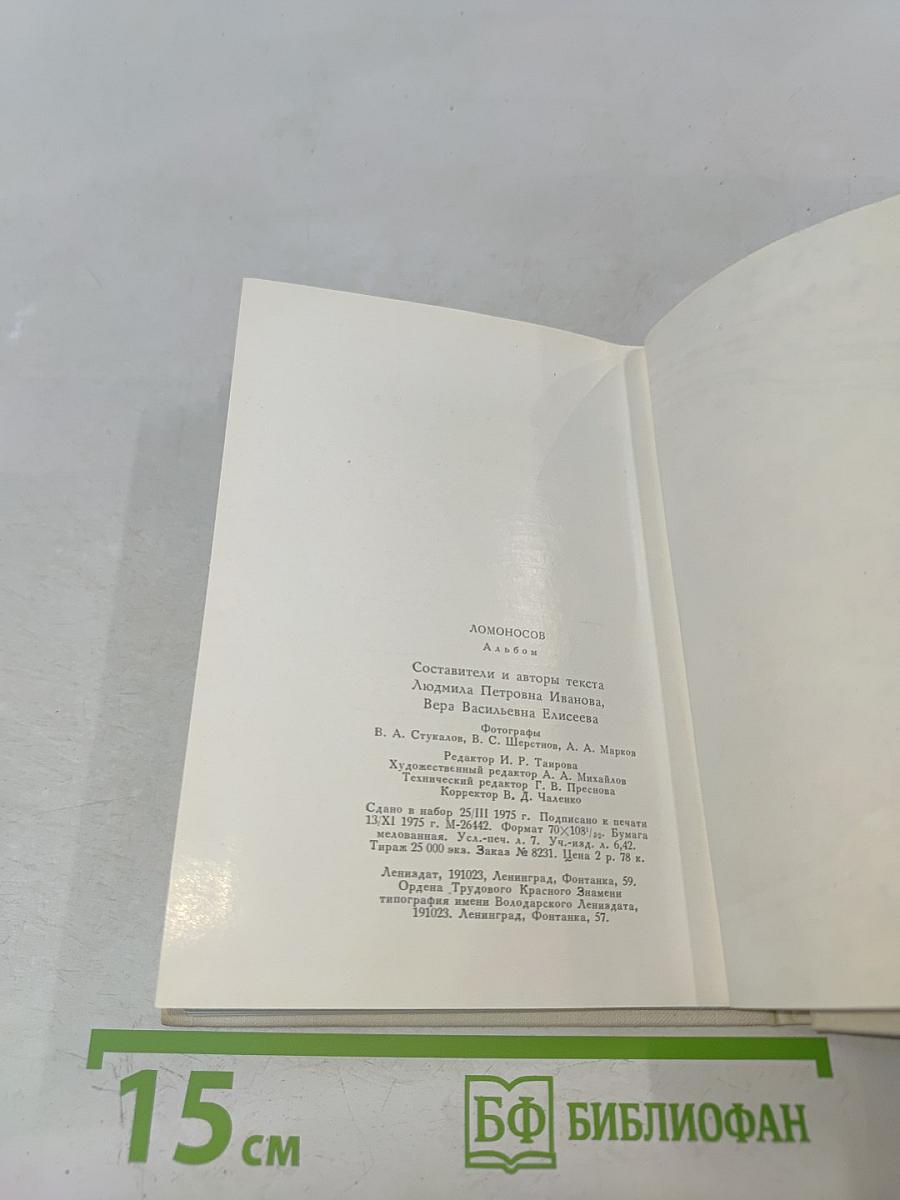 ЛОМОНОСОВ
Альбом
Составители и авторы текста
Людмила Петровна Иванова,
Вера Васильевна Елисеева
Фотографы
В. А. Стукалов, В. С. Шерстнов, А. А. Марков
Редактор И. Р. Таирова
Художественный редактор А. А. Михайлов
Технический редактор Г. В. Преснова
Корректор В. Д. Чаленко
Сдано в набор 25/III 1975 г. Подписано к печати
13/XI 1975 г. М-26442. Формат 70×108¹/₃₂. Бумага
мелованная. Усл.-печ. л. 7. Уч.-изд. л. 6,42.
Тираж 25 000 экз. Заказ № 8231. Цена 2 р. 78 к.
Лениздат, 191023, Ленинград, Фонтанка, 59.
Ордена Трудового Красного Знамени
типография имени Володарского Лениздата,
191023. Ленинград, Фонтанка, 57.
15 см
БФ БИБЛИОФАН